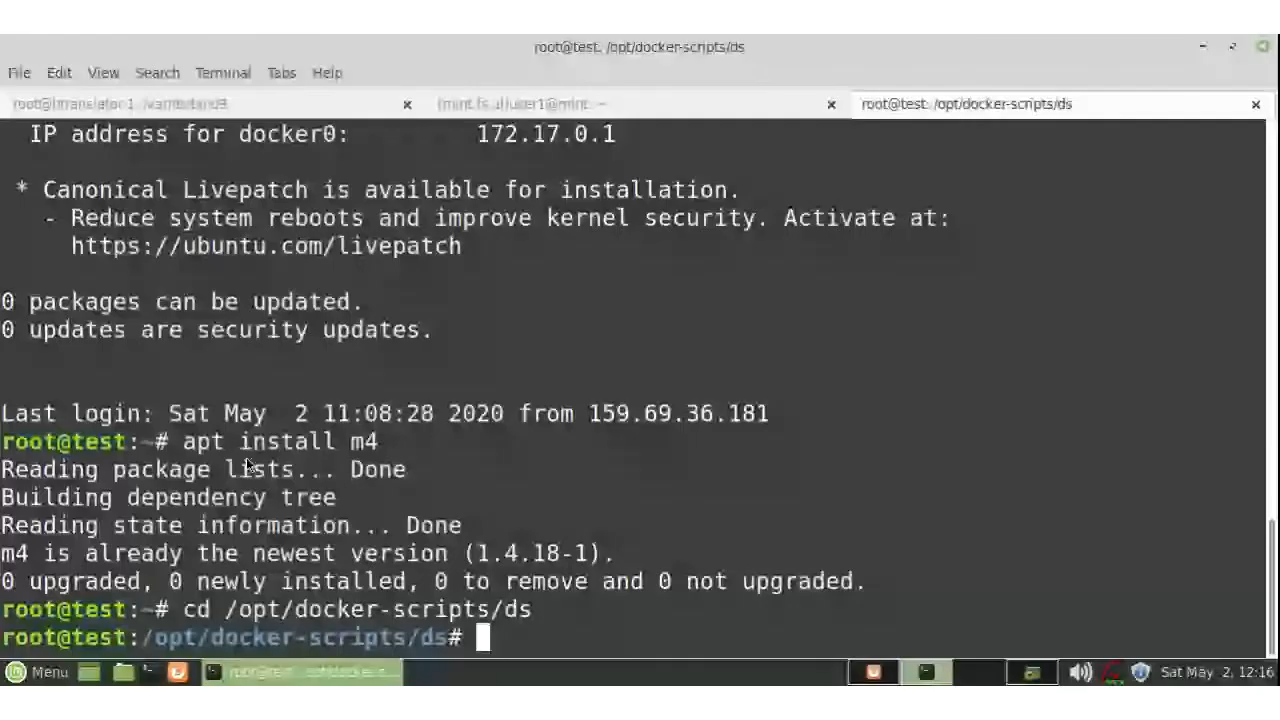 root@test: /opt/docker-scripts/ds
File Edit View Search Terminal Tabs Help
root@test: /opt/docker-scripts/ds
IP address for docker0: 172.17.0.1
* Canonical Livepatch is available for installation.
- Reduce system reboots and improve kernel security. Activate at:
https://ubuntu.com/livepatch
0 packages can be updated.
0 updates are security updates.
Last login: Sat May 2 11:08:28 2020 from 159.69.36.181
root@test:~# apt install m4
Reading package lists... Done
Building dependency tree
Reading state information... Done
m4 is already the newest version (1.4.18-1).
0 upgraded, 0 newly installed, 0 to remove and 0 not upgraded.
root@test:~# cd /opt/docker-scripts/ds
root@test:/opt/docker-scripts/ds#
Menu
Sat May 2, 12:16